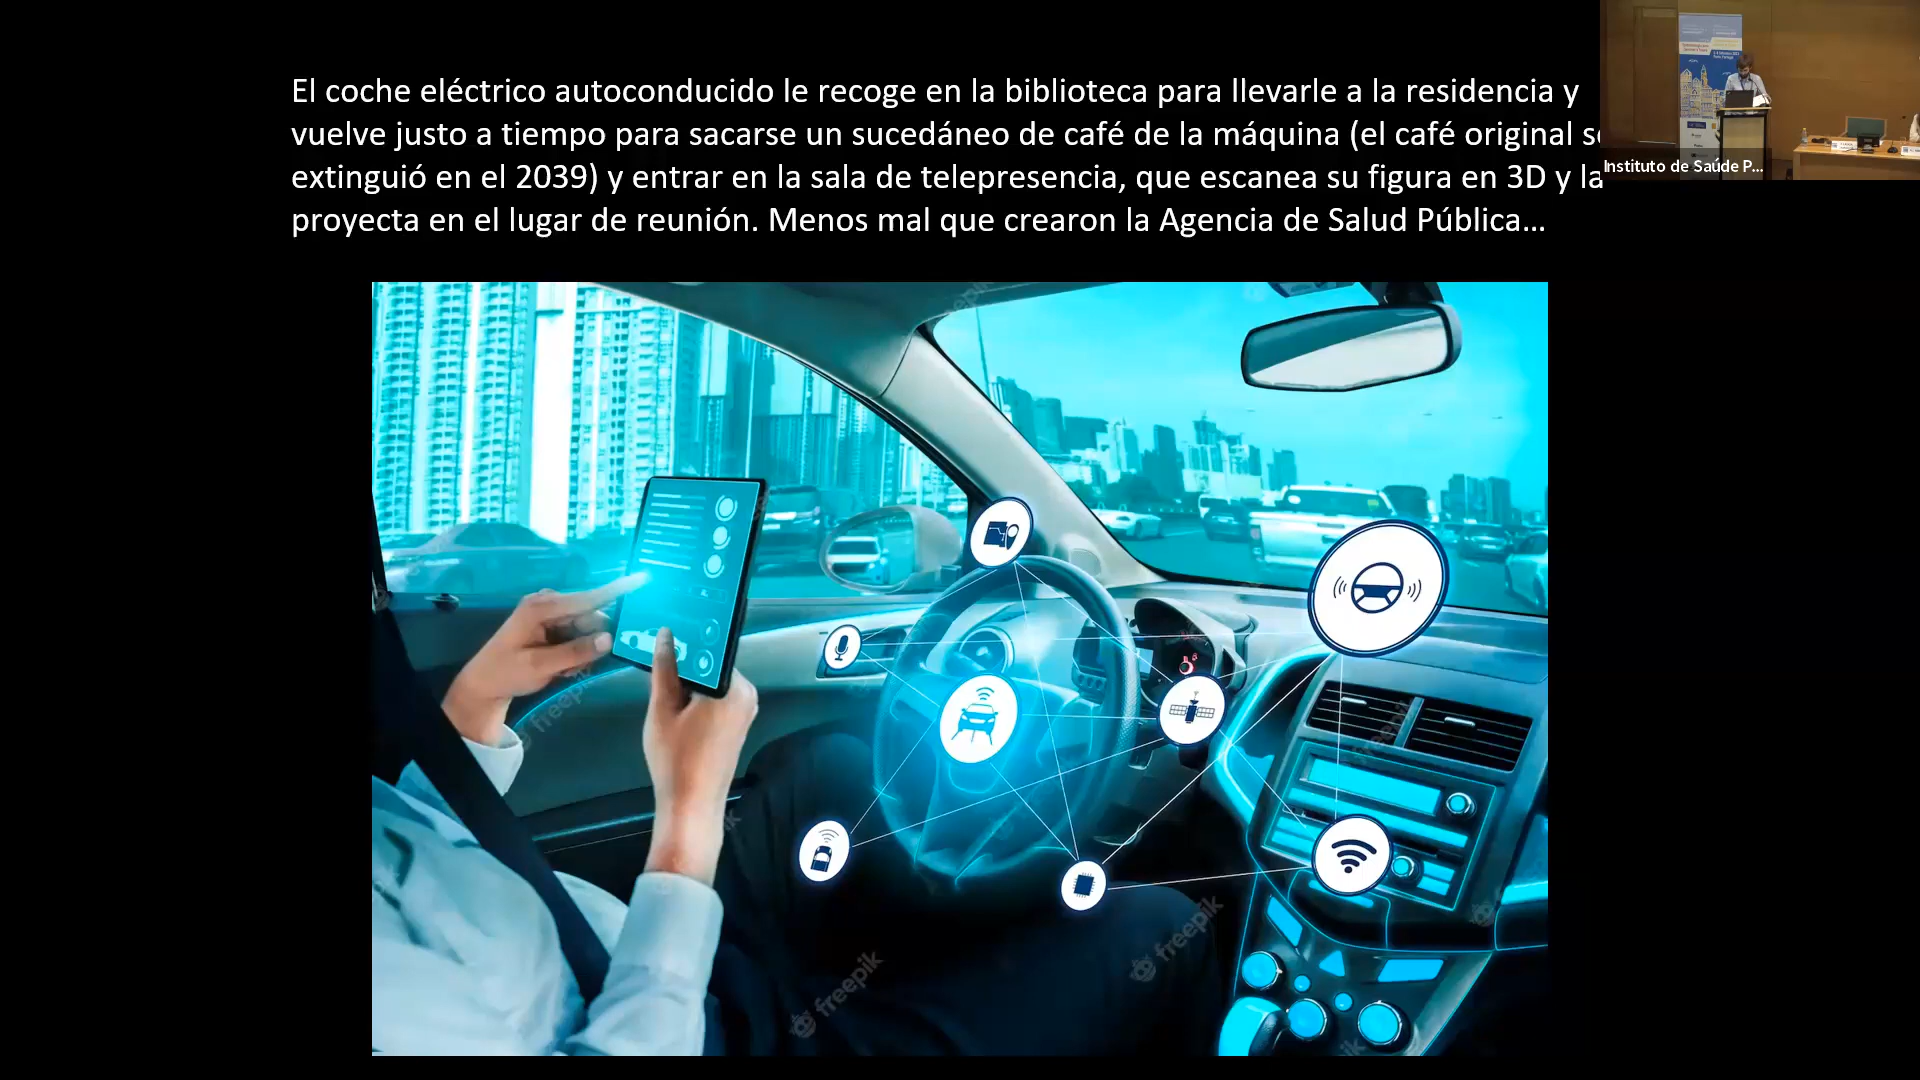 El coche eléctrico autoconducido le recoge en la biblioteca para llevarle a la residencia y
vuelve justo a tiempo para sacarse un sucedáneo de café de la máquina (el café original
extinguió en el 2039) y entrar en la sala de telepresencia, que escanea su figura en 3D y la
proyecta en el lugar de reunión. Menos mal que crearon la Agencia de Salud Pública...
Instituto de Saúde P...
freepik
freepik
freepik
freepik
freepik